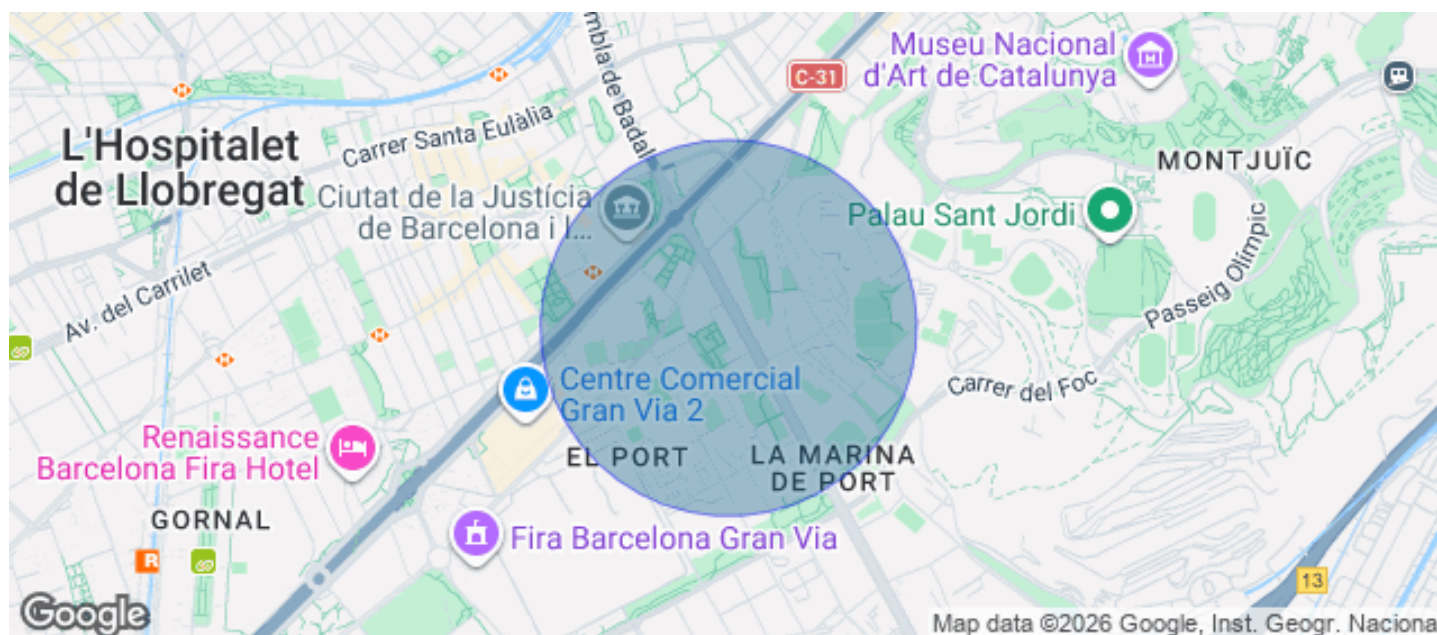 Museu Nacional
d'Art de Catalunya
C-31
mbla de Badal
Carrer Santa Eulàlia
L'Hospitalet
de Llobregat
MONTJUÏC
Ciutat de la Justícia
de Barcelona i l...
Palau Sant Jordi
Passeig Olímpic
Av. del Carrilet
Centre Comercial
Gran Via 2
Carrer del Foc
Renaissance
Barcelona Fira Hotel
EL PORT
LA MARINA
DE PORT
GORNAL
Fira Barcelona Gran Via
R
13
Google
Map data ©2026 Google, Inst. Geogr. Naciona